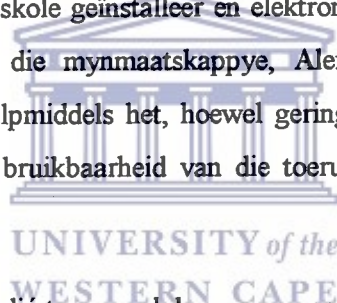 skole geïnstalleer en elektron
die mynmaatskappye, Ale
lpmiddels het, hoewel gering
bruikbaarheid van die toeru
UNIVERSITY of the
WESTERN CAPE